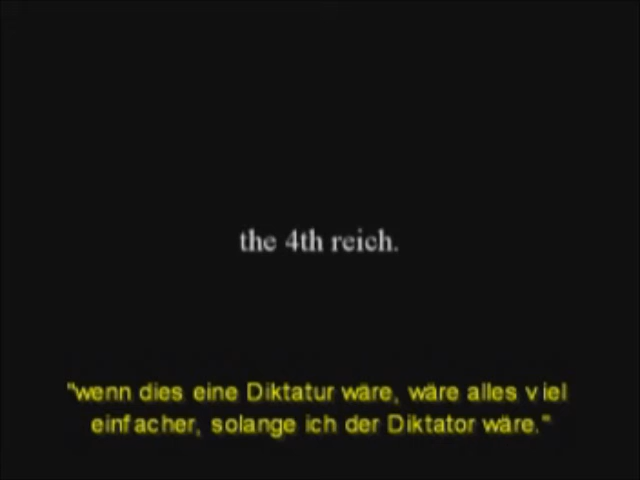 the 4th reich.
"wenn dies eine Diktatur wäre, wäre alles viel
einfacher, solange ich der Diktator wäre."